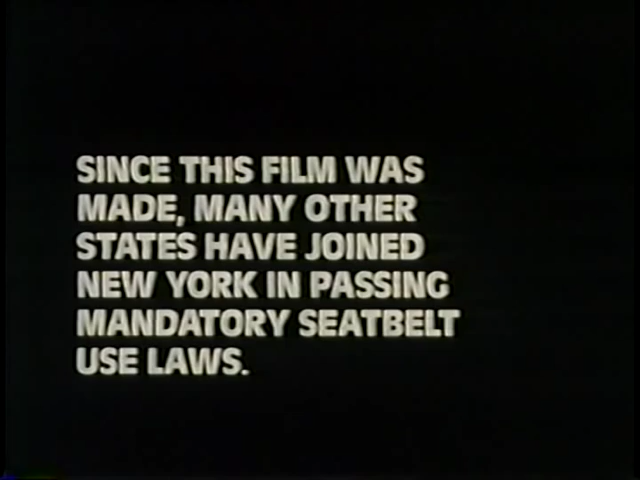 SINCE THIS FILM WAS
MADE, MANY OTHER
STATES HAVE JOINED
NEW YORK IN PASSING
MANDATORY SEATBELT
USE LAWS.